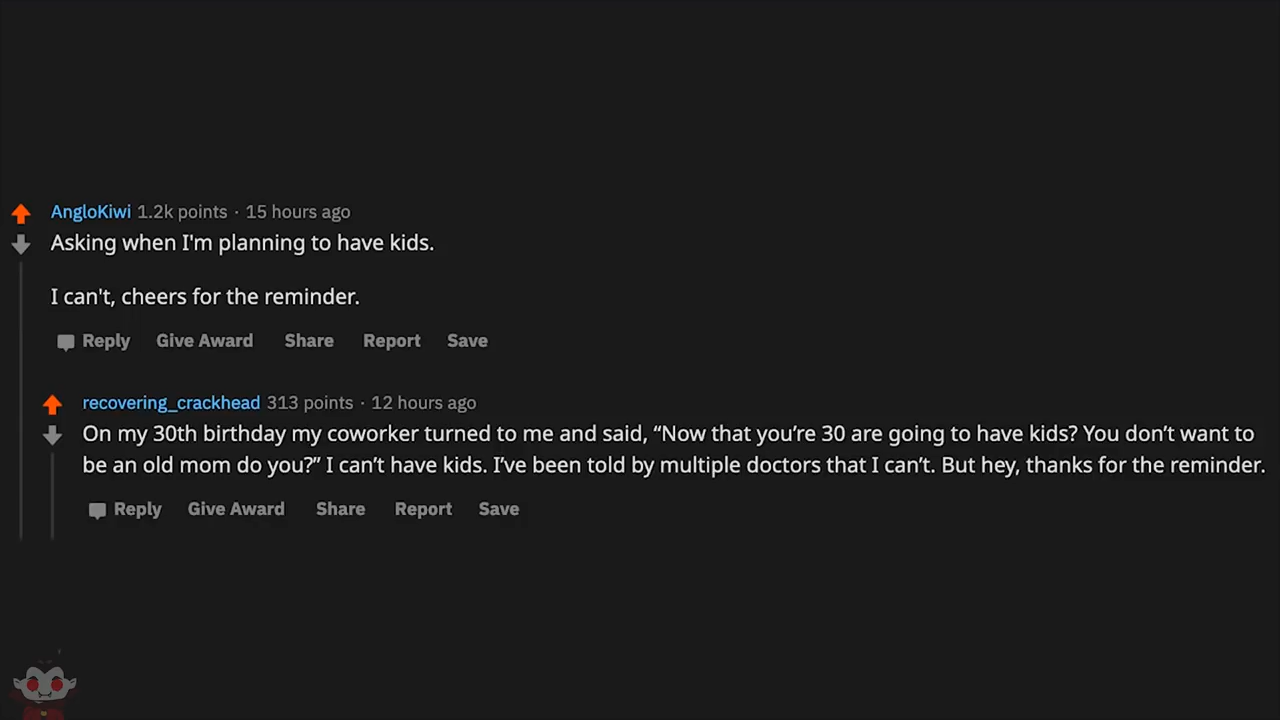 AngloKiwi 1.2k points · 15 hours ago
Asking when I'm planning to have kids.
I can't, cheers for the reminder.
Reply Give Award Share Report Save
recovering_crackhead 313 points · 12 hours ago
On my 30th birthday my coworker turned to me and said, “Now that you’re 30 are going to have kids? You don’t want to
be an old mom do you?” I can’t have kids. I’ve been told by multiple doctors that I can’t. But hey, thanks for the reminder.
Reply Give Award Share Report Save